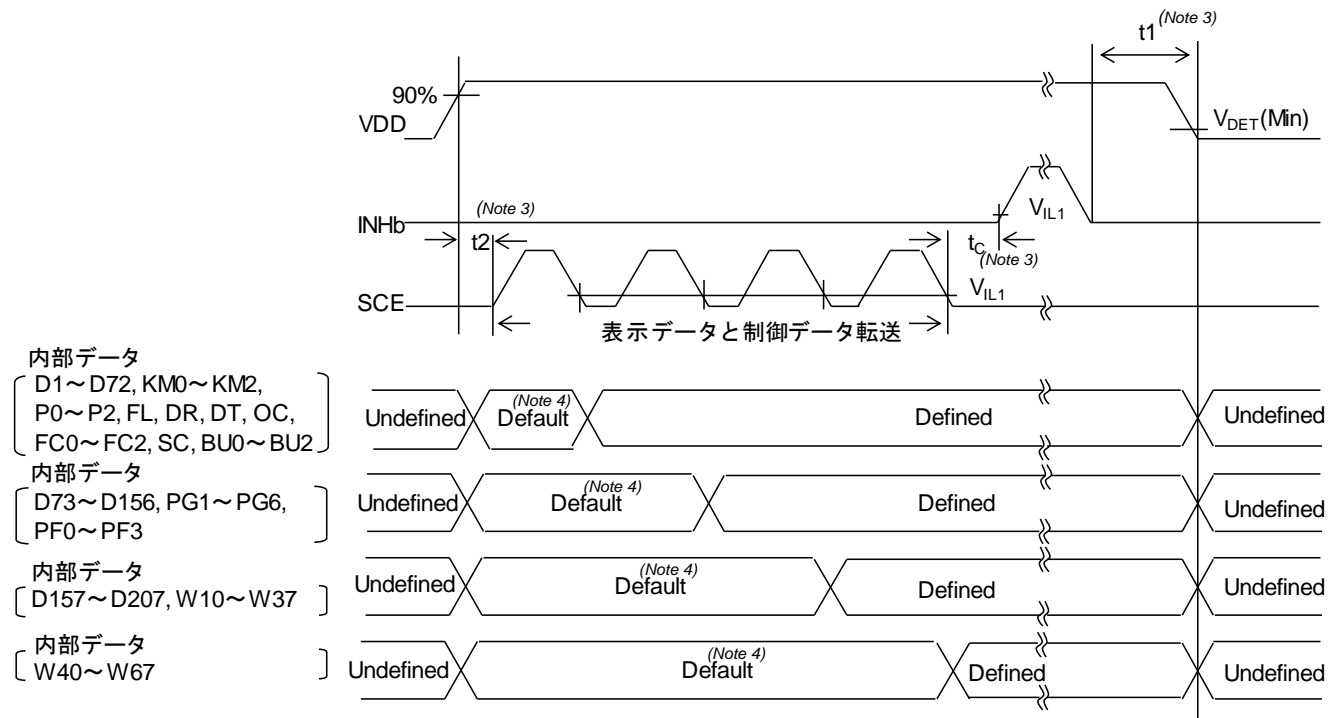 t1 (Note 3)
90%
VDD
VDET(Min)
INHb
(Note 3)
t2
VIL1
tC
(Note 3)
SCE
VIL1
表示データと制御データ転送
内部データ
D1～D72, KM0～KM2,
P0～P2, FL, DR, DT, OC,
FC0～FC2, SC, BU0～BU2
Undefined
(Note 4)
Default
Defined
Undefined
内部データ
D73～D156, PG1～PG6,
PF0～PF3
Undefined
(Note 4)
Default
Defined
Undefined
内部データ
D157～D207, W10～W37
Undefined
(Note 4)
Default
Defined
Undefined
内部データ
W40～W67
Undefined
(Note 4)
Default
Defined
Undefined